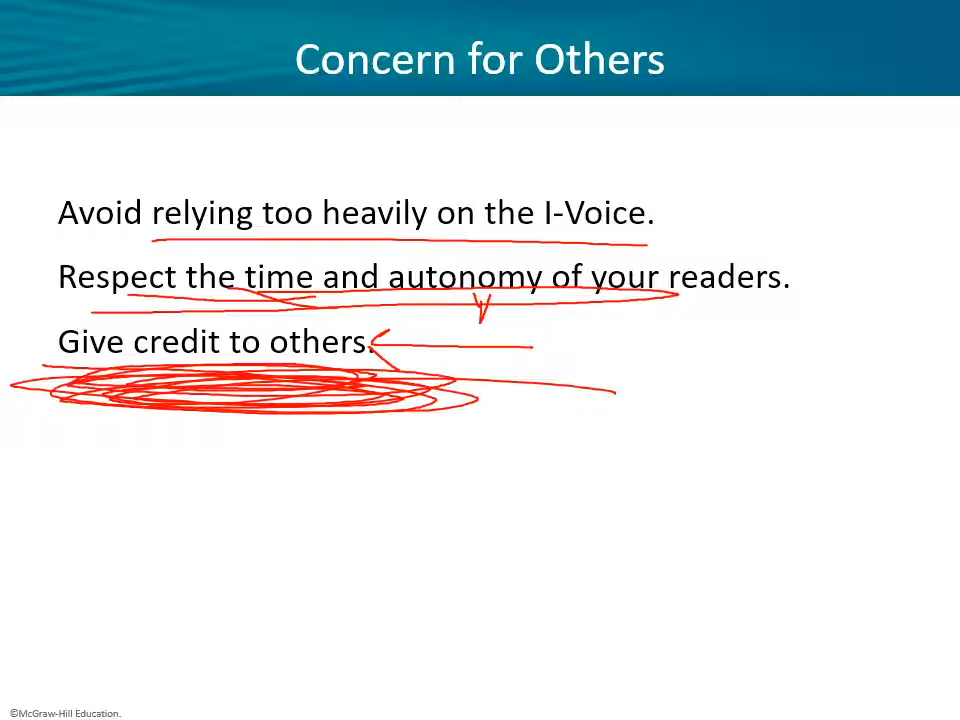 Concern for Others
Avoid relying too heavily on the I-Voice.
Respect the time and autonomy of your readers.
Give credit to others.
©McGraw-Hill Education.